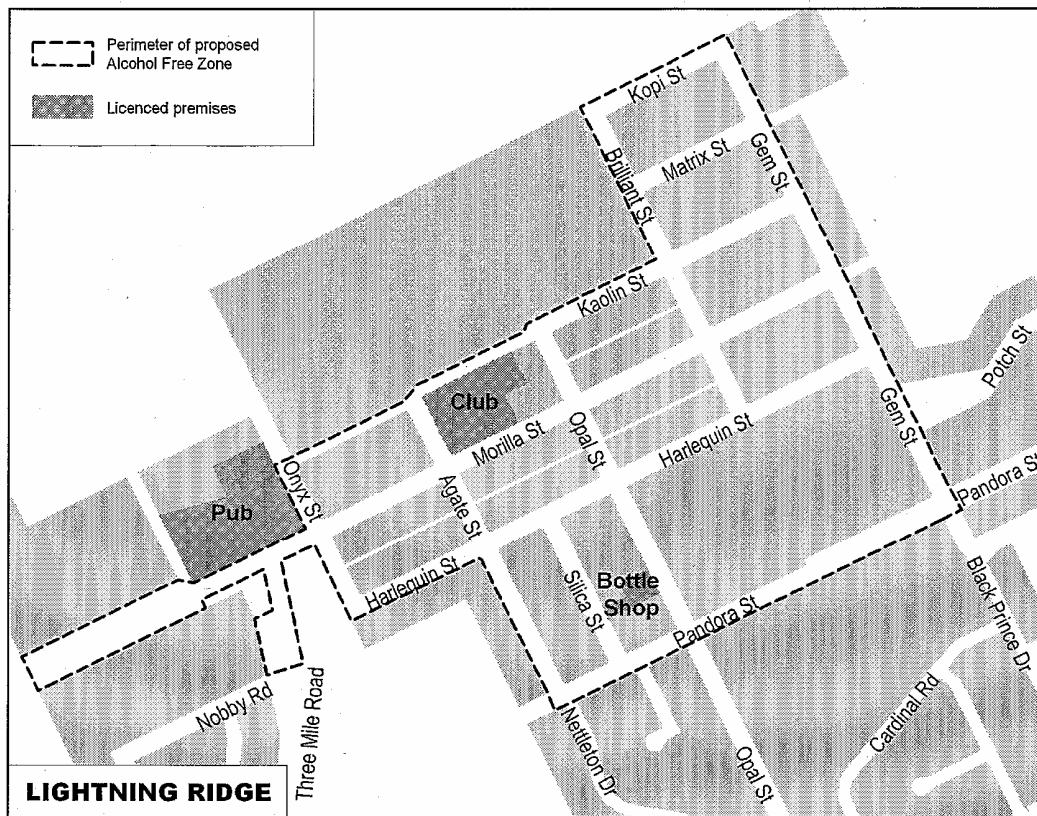 Perimeter of proposed
Alcohol Free Zone
Licenced premises
Kopi St
Matrix St
Gem St
Brilliant St
Kaolin St
Club
Morilla St
Opal St
Harlequin St
Potch St
Gem St
Onyx St
Pub
Agate St
Pandora St
Harlequin St
Silica St
Bottle
Shop
Pandora St
Black Prince Dr
Nobby Rd
Three Mile Road
Nettleton Dr
Opal St
Cardinal Rd
LIGHTNING RIDGE